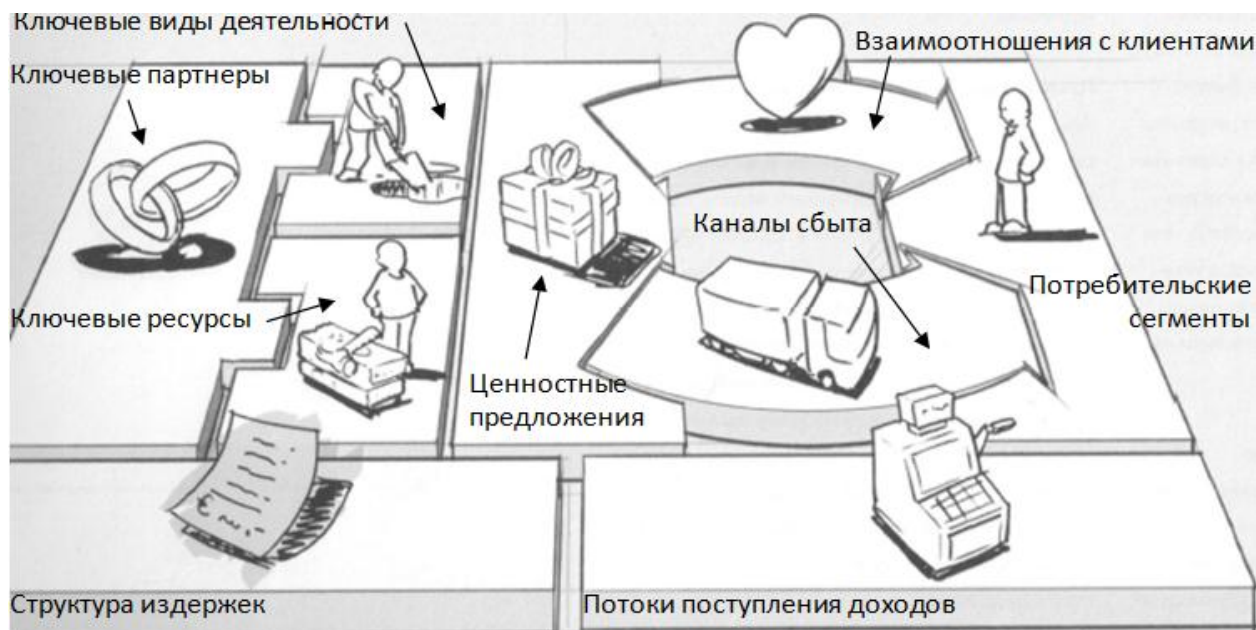 Ключевые виды деятельности
Взаимоотношения с клиентами
Ключевые партнеры
Каналы сбыта
Потребительские
сегменты
Ключевые ресурсы
Ценностные
предложения
Структура издержек
Потоки поступления доходов